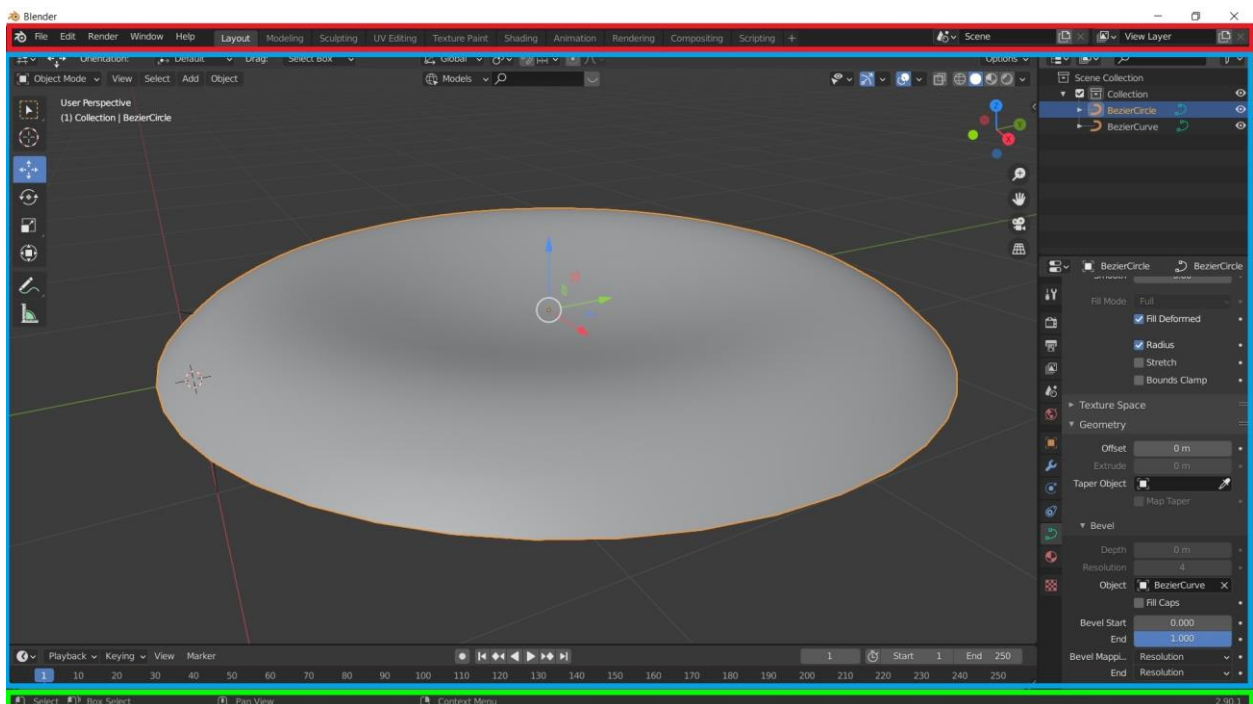 Blender
File Edit Render Window Help Layout Modeling Sculpting UV Editing Texture Paint Shading Animation Rendering Compositing Scripting + Scene View Layer
Orientation: Default Drag: Select Box Global Options
Object Mode View Select Add Object Models
User Perspective
(1) Collection | BezierCircle
Z
Y
X
Scene Collection
Collection
BezierCircle
BezierCurve
BezierCircle BezierCircle
Smooth 0.00
Fill Mode Full
Fill Deformed
Radius
Stretch
Bounds Clamp
Texture Space
Geometry
Offset 0 m
Extrude 0 m
Taper Object
Map Taper
Bevel
Depth 0 m
Resolution 4
Object BezierCurve
Fill Caps
Bevel Start 0.000
End 1.000
Bevel Mappi... Resolution
End Resolution
Playback Keying View Marker 1 Start 1 End 250
1 10 20 30 40 50 60 70 80 90 100 110 120 130 140 150 160 170 180 190 200 210 220 230 240 250
Select Box Select Pan View Context Menu 2.90.1